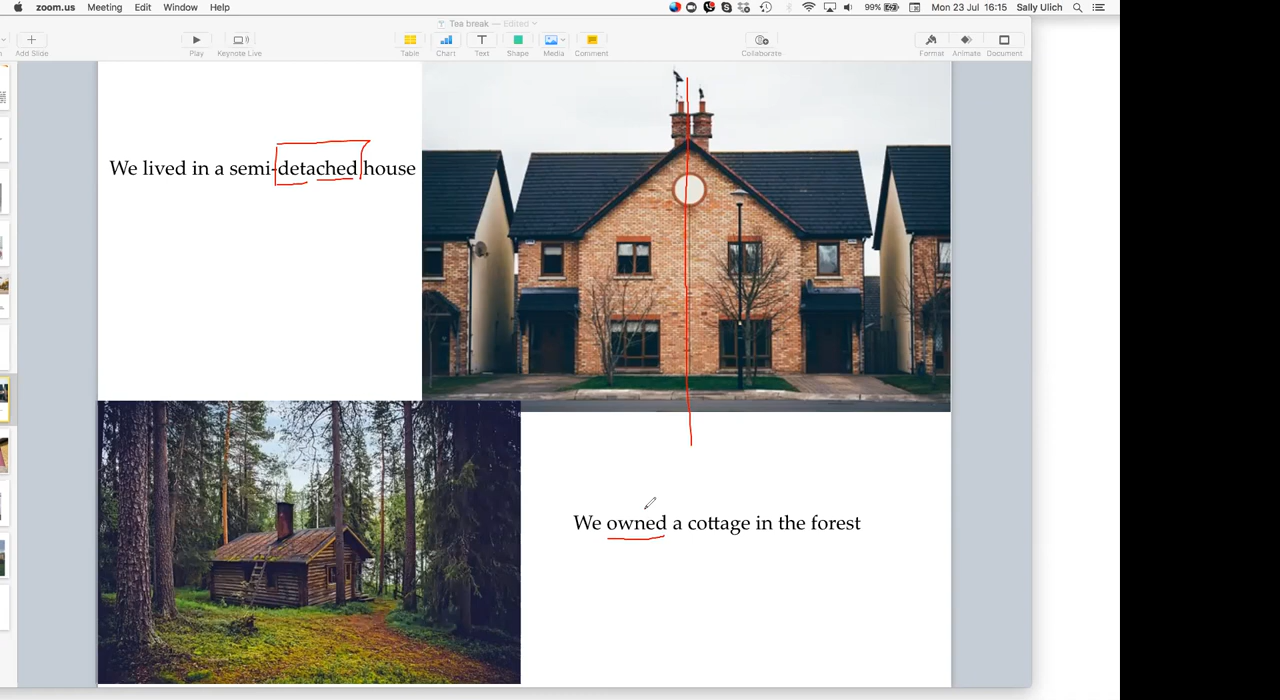 zoom.us Meeting Edit Window Help 99% Mon 23 Jul 16:15 Sally Ulich
Tea break — Edited
Add Slide Play Keynote Live Table Chart Text Shape Media Comment Collaborate Format Animate Document
We lived in a semi-detached house
We owned a cottage in the forest